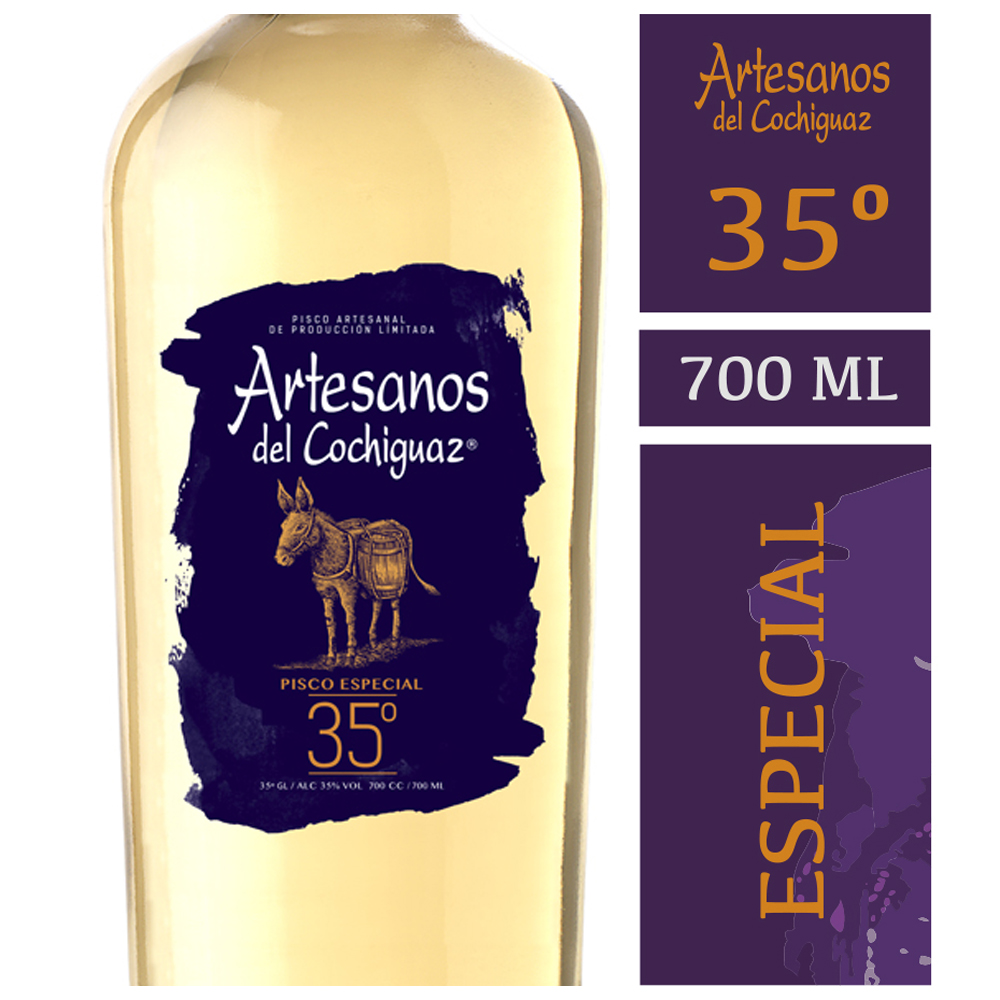 PISCO ARTESANAL
DE PRODUCCIÓN LÍMITADA
Artesanos
del Cochiguaz®
PISCO ESPECIAL
35º
35º GL / ALC 35% VOL 700 CC / 700 ML
Artesanos
del Cochiguaz
35º
700 ML
ESPECIAL